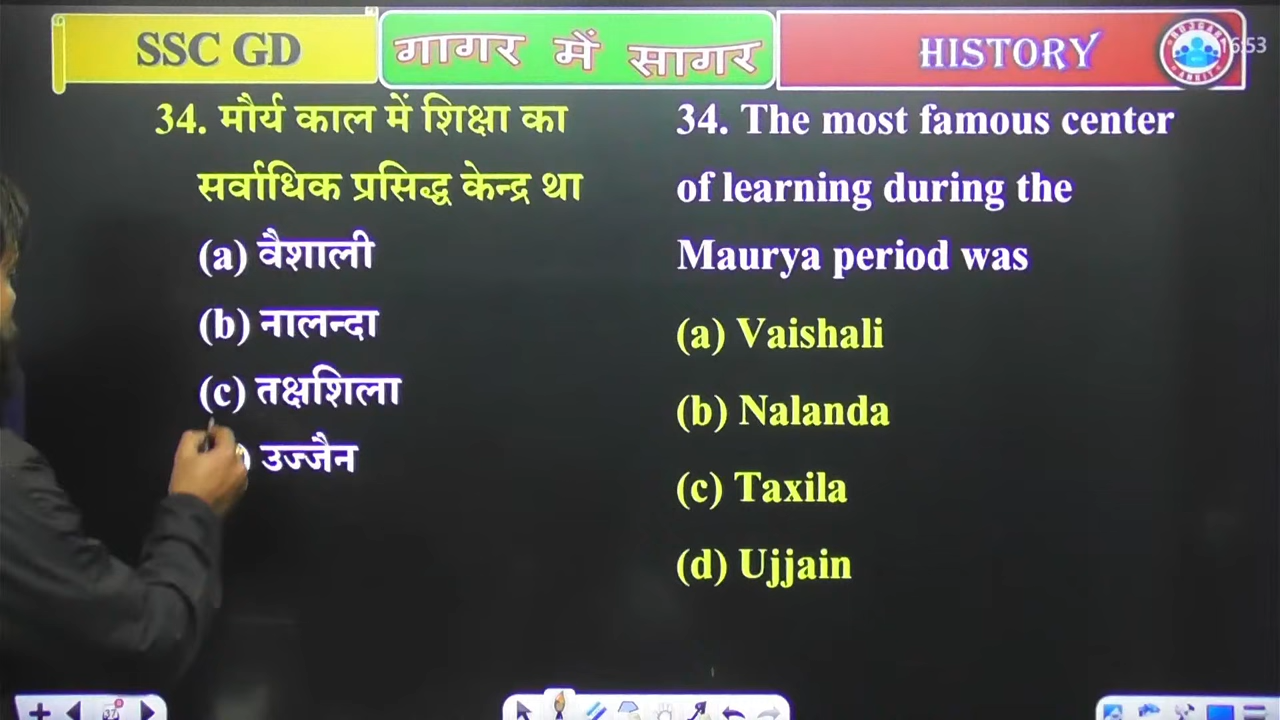 SSC GD
गागर में सागर
HISTORY
6:53
34. मौर्य काल में शिक्षा का
सर्वाधिक प्रसिद्ध केन्द्र था
(a) वैशाली
(b) नालन्दा
(c) तक्षशिला
) उज्जैन
34. The most famous center
of learning during the
Maurya period was
(a) Vaishali
(b) Nalanda
(c) Taxila
(d) Ujjain